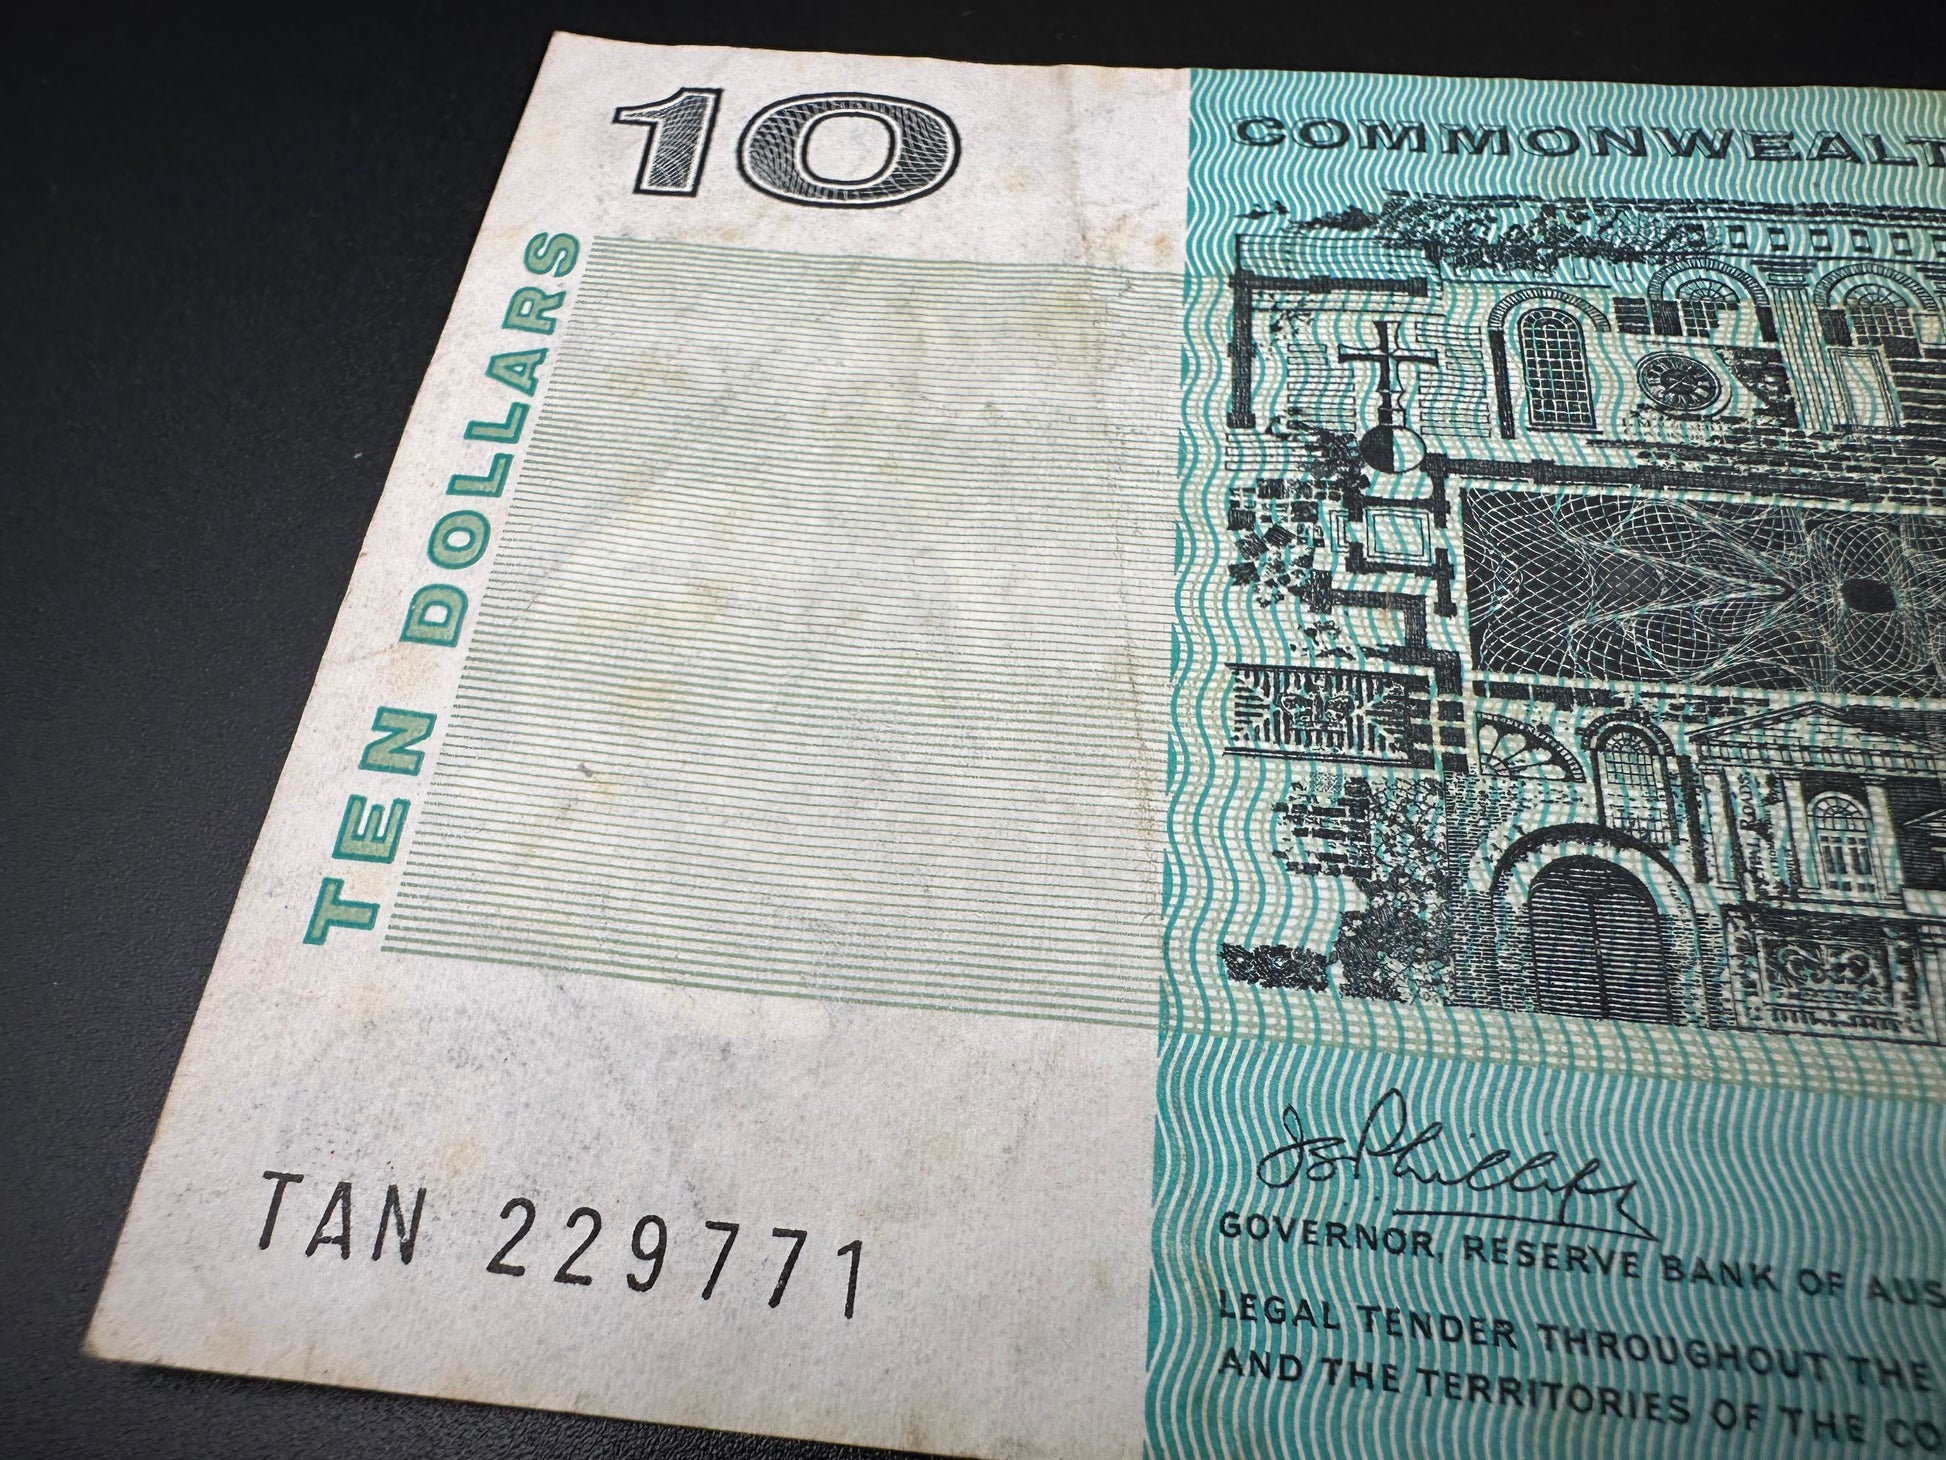 10
COMMONWEALT
TEN DOLLARS
TAN 229771
GOVERNOR, RESERVE BANK OF AUS
LEGAL TENDER THROUGHOUT THE
AND THE TERRITORIES OF THE CO